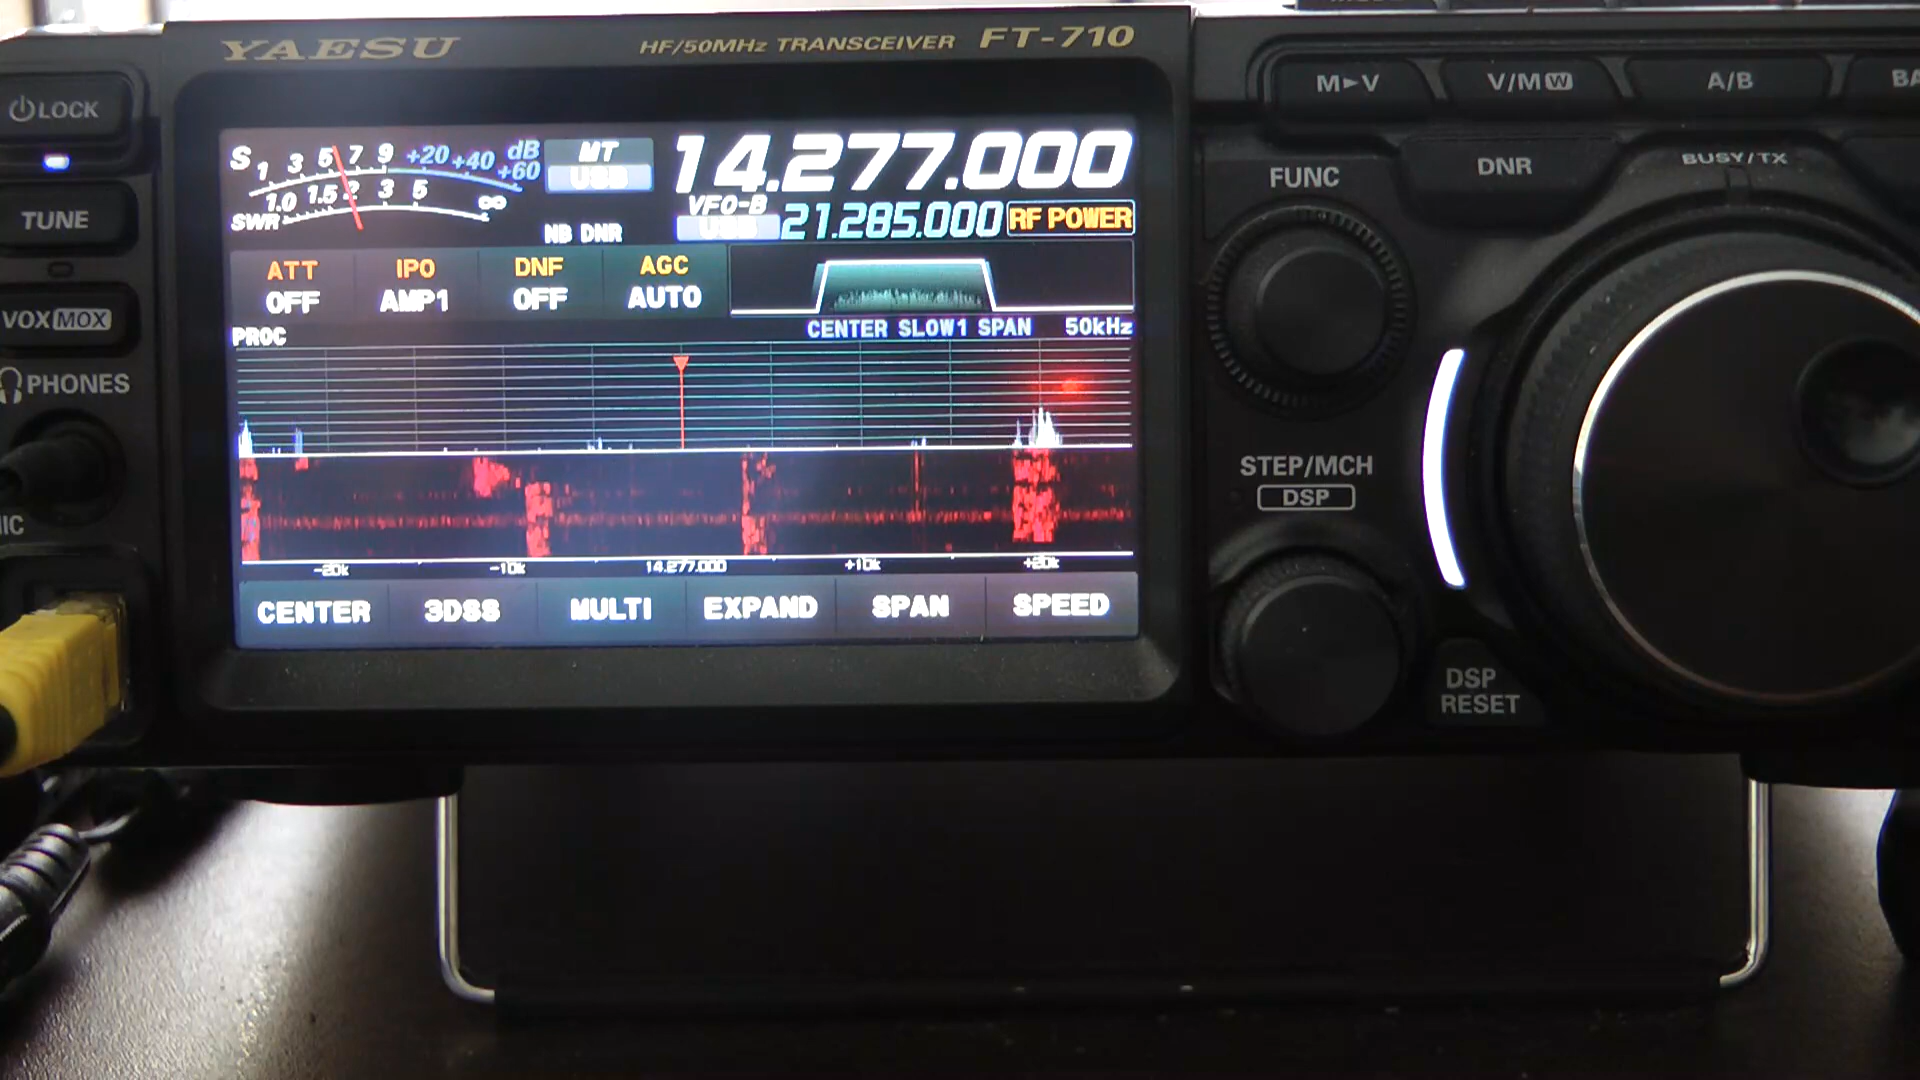 YAESU HF/50MHz TRANSCEIVER FT-710
LOCK
TUNE
VOX MOX
PHONES
S 1 3 5 7 9 +20 +40 +60 dB
1.0 1.5 2 3 5 ∞
SWR
MT
USB
14.277.000
VFO-B
USB
21.285.000
RF POWER
NB DNR
ATT OFF
IPO AMP1
DNF OFF
AGC AUTO
PROC
CENTER SLOW1 SPAN 50kHz
-20k -10k 14.277.000 +10k +20k
CENTER 3DSS MULTI EXPAND SPAN SPEED
M►V V/M W A/B
FUNC
DNR
BUSY/TX
STEP/MCH
DSP
DSP
RESET